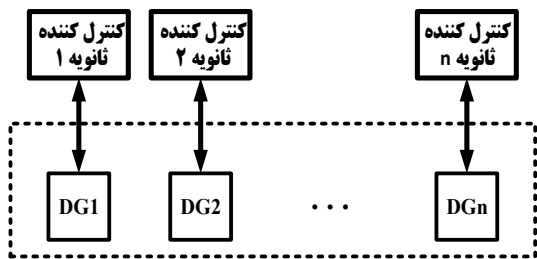 کنترل کننده
ثانویه ۱
کنترل کننده
ثانویه ۲
کنترل کننده
ثانویه n
DG1
DG2
. . .
DGn